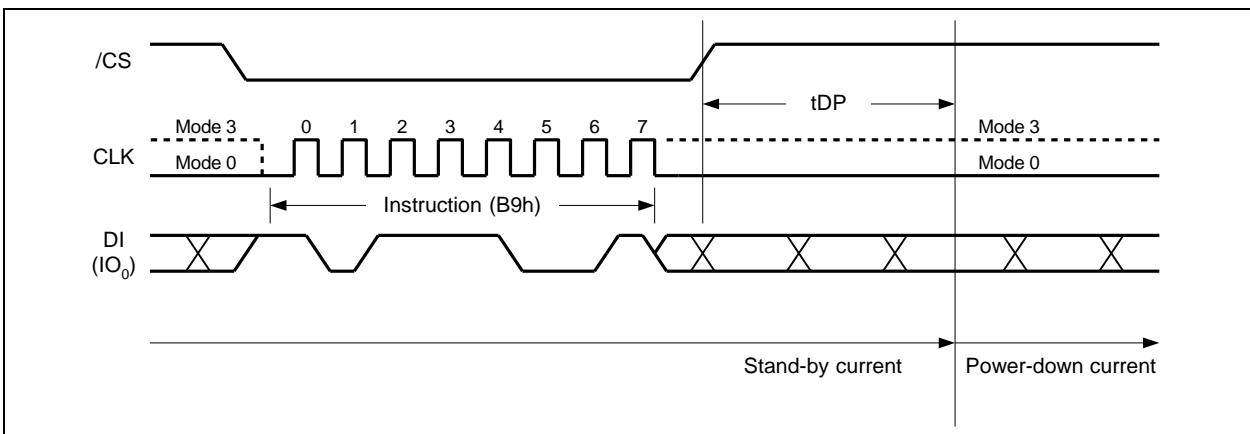 /CS
tDP
Mode 3 0 1 2 3 4 5 6 7 Mode 3
CLK
Mode 0 Mode 0
Instruction (B9h)
DI
(IO₀)
Stand-by current Power-down current